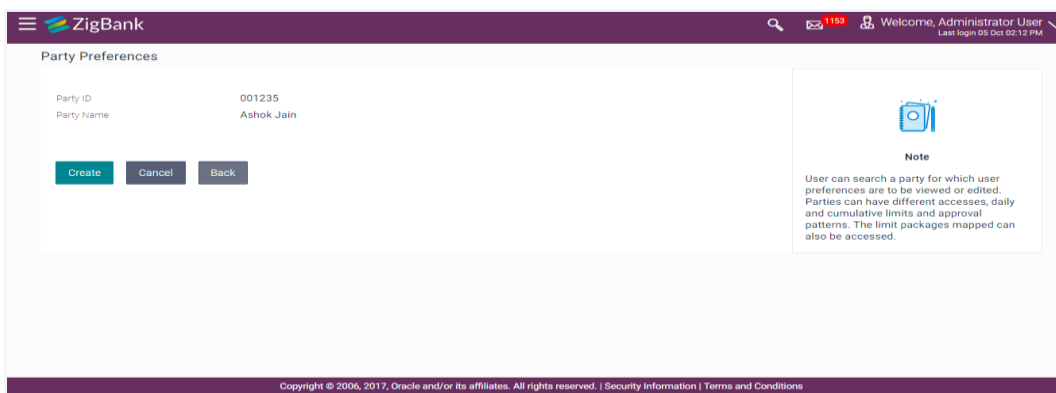 ZigBank
1153
Welcome, Administrator User
Last login 05 Oct 02:12 PM
Party Preferences
Party ID 001235
Party Name Ashok Jain
Create Cancel Back
Note
User can search a party for which user
preferences are to be viewed or edited.
Parties can have different accesses, daily
and cumulative limits and approval
patterns. The limit packages mapped can
also be accessed.
Copyright © 2006, 2017, Oracle and/or its affiliates. All rights reserved. | Security Information | Terms and Conditions